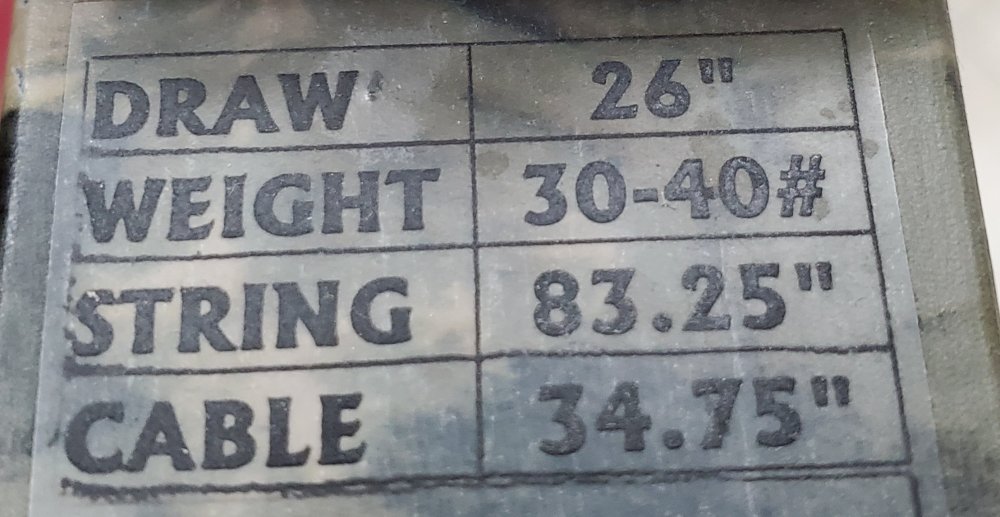 DRAW 26"
WEIGHT 30-40#
STRING 83.25"
CABLE 34.75"